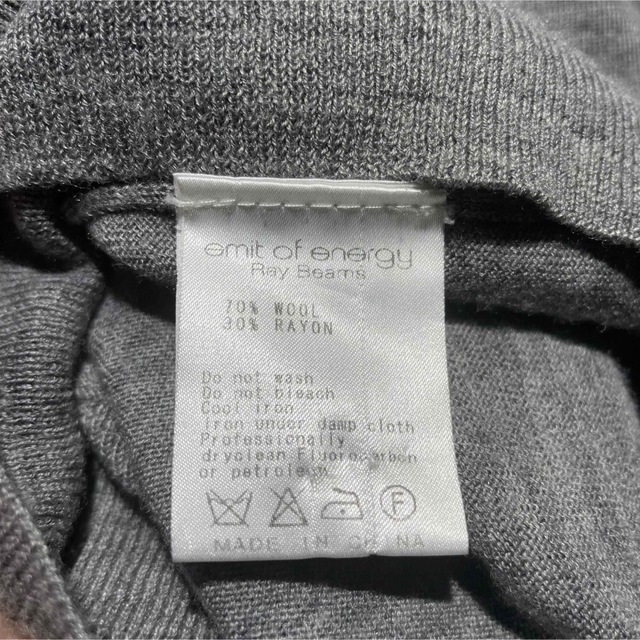 emit of energy
Ray Beams
70% WOOL
30% RAYON
Do not wash
Do not bleach
Cool iron
Iron under damp cloth
Professionally
dryclean Fluorocarbon
or petroleum
F
MADE IN CHINA